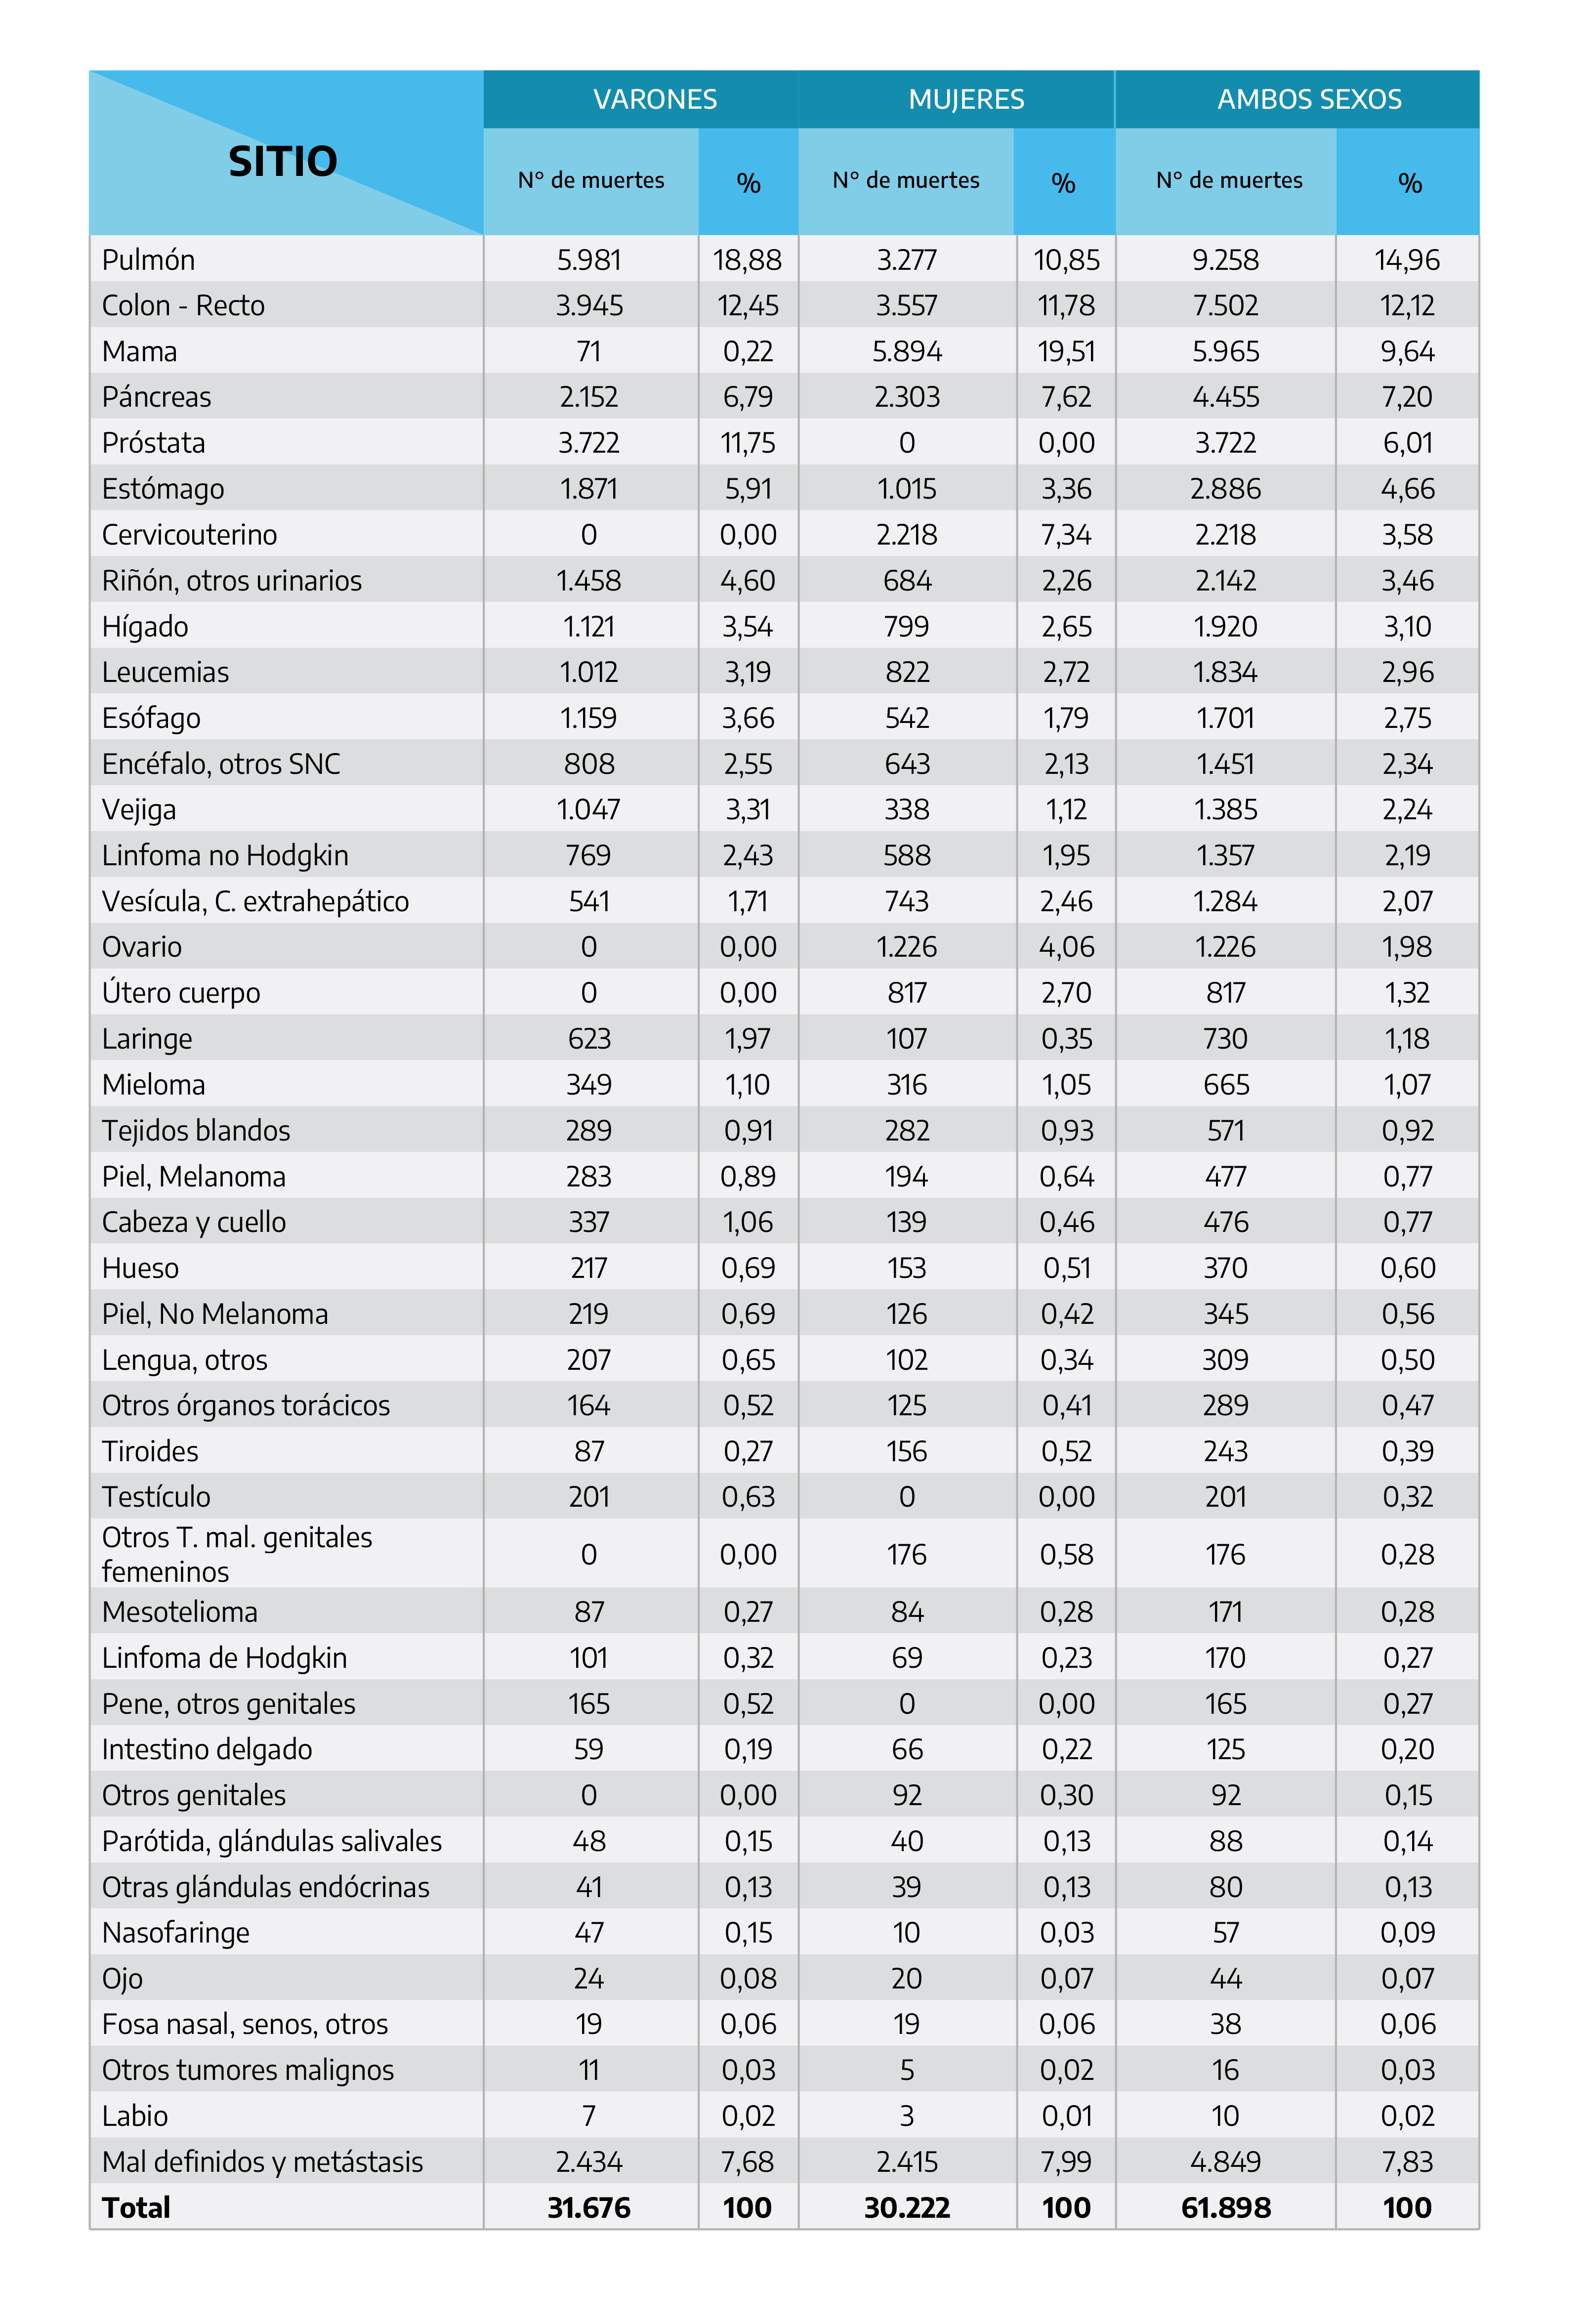 SITIO VARONES MUJERES AMBOS SEXOS
N° de muertes % N° de muertes % N° de muertes %
Pulmón 5.981 18,88 3.277 10,85 9.258 14,96
Colon - Recto 3.945 12,45 3.557 11,78 7.502 12,12
Mama 71 0,22 5.894 19,51 5.965 9,64
Páncreas 2.152 6,79 2.303 7,62 4.455 7,20
Próstata 3.722 11,75 0 0,00 3.722 6,01
Estómago 1.871 5,91 1.015 3,36 2.886 4,66
Cervicouterino 0 0,00 2.218 7,34 2.218 3,58
Riñón, otros urinarios 1.458 4,60 684 2,26 2.142 3,46
Hígado 1.121 3,54 799 2,65 1.920 3,10
Leucemias 1.012 3,19 822 2,72 1.834 2,96
Esófago 1.159 3,66 542 1,79 1.701 2,75
Encéfalo, otros SNC 808 2,55 643 2,13 1.451 2,34
Vejiga 1.047 3,31 338 1,12 1.385 2,24
Linfoma no Hodgkin 769 2,43 588 1,95 1.357 2,19
Vesícula, C. extrahepático 541 1,71 743 2,46 1.284 2,07
Ovario 0 0,00 1.226 4,06 1.226 1,98
Útero cuerpo 0 0,00 817 2,70 817 1,32
Laringe 623 1,97 107 0,35 730 1,18
Mieloma 349 1,10 316 1,05 665 1,07
Tejidos blandos 289 0,91 282 0,93 571 0,92
Piel, Melanoma 283 0,89 194 0,64 477 0,77
Cabeza y cuello 337 1,06 139 0,46 476 0,77
Hueso 217 0,69 153 0,51 370 0,60
Piel, No Melanoma 219 0,69 126 0,42 345 0,56
Lengua, otros 207 0,65 102 0,34 309 0,50
Otros órganos torácicos 164 0,52 125 0,41 289 0,47
Tiroides 87 0,27 156 0,52 243 0,39
Testículo 201 0,63 0 0,00 201 0,32
Otros T. mal. genitales
femeninos 0 0,00 176 0,58 176 0,28
Mesotelioma 87 0,27 84 0,28 171 0,28
Linfoma de Hodgkin 101 0,32 69 0,23 170 0,27
Pene, otros genitales 165 0,52 0 0,00 165 0,27
Intestino delgado 59 0,19 66 0,22 125 0,20
Otros genitales 0 0,00 92 0,30 92 0,15
Parótida, glándulas salivales 48 0,15 40 0,13 88 0,14
Otras glándulas endócrinas 41 0,13 39 0,13 80 0,13
Nasofaringe 47 0,15 10 0,03 57 0,09
Ojo 24 0,08 20 0,07 44 0,07
Fosa nasal, senos, otros 19 0,06 19 0,06 38 0,06
Otros tumores malignos 11 0,03 5 0,02 16 0,03
Labio 7 0,02 3 0,01 10 0,02
Mal definidos y metástasis 2.434 7,68 2.415 7,99 4.849 7,83
Total 31.676 100 30.222 100 61.898 100